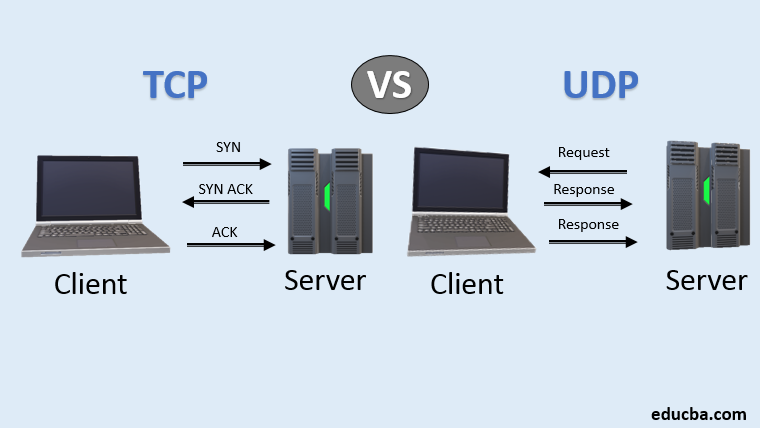 TCP
VS
UDP
SYN
SYN ACK
ACK
Client
Server
Request
Response
Response
Client
Server
educba.com